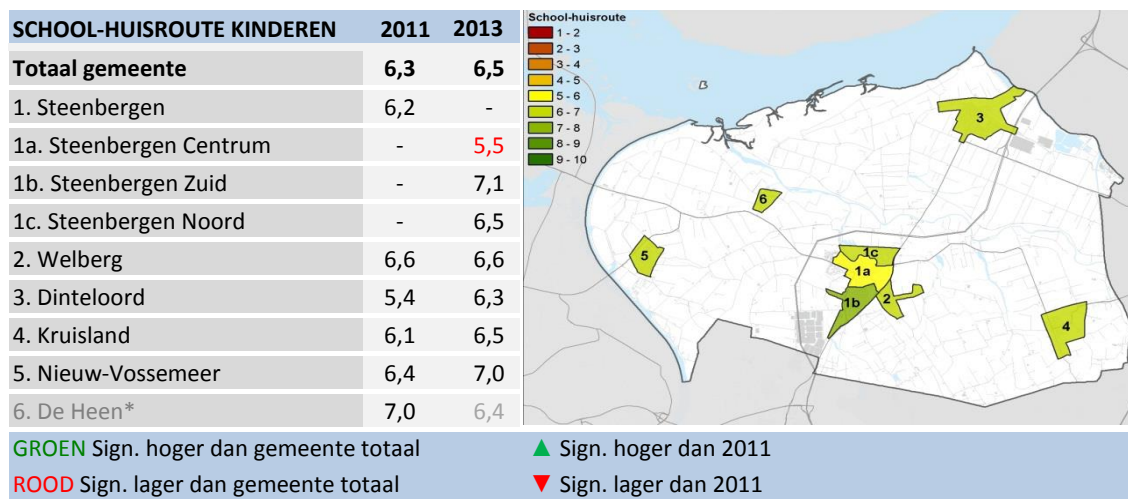 SCHOOL-HUISROUTE KINDEREN 2011 2013
Totaal gemeente 6,3 6,5
1. Steenbergen 6,2 -
1a. Steenbergen Centrum - 5,5
1b. Steenbergen Zuid - 7,1
1c. Steenbergen Noord - 6,5
2. Welberg 6,6 6,6
3. Dinteloord 5,4 6,3
4. Kruisland 6,1 6,5
5. Nieuw-Vossemeer 6,4 7,0
6. De Heen* 7,0 6,4
School-huisroute
1 - 2
2 - 3
3 - 4
4 - 5
5 - 6
6 - 7
7 - 8
8 - 9
9 - 10
3
6
5
1c
1a
1b
2
4
GROEN Sign. hoger dan gemeente totaal ▲ Sign. hoger dan 2011
ROOD Sign. lager dan gemeente totaal ▼ Sign. lager dan 2011